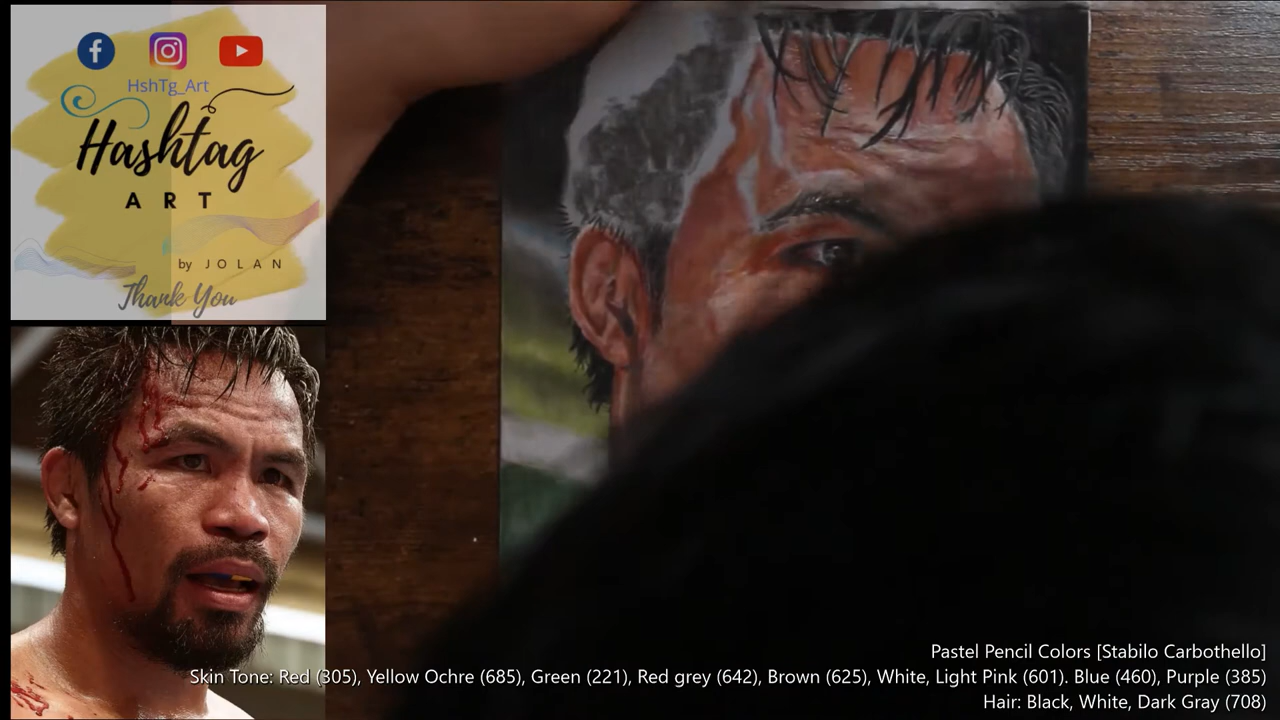 HshTg_Art
Hashtag
ART
by JOLAN
Thank You
Pastel Pencil Colors [Stabilo Carbothello]
Skin Tone: Red (305), Yellow Ochre (685), Green (221), Red grey (642), Brown (625), White, Light Pink (601). Blue (460), Purple (385)
Hair: Black, White, Dark Gray (708)